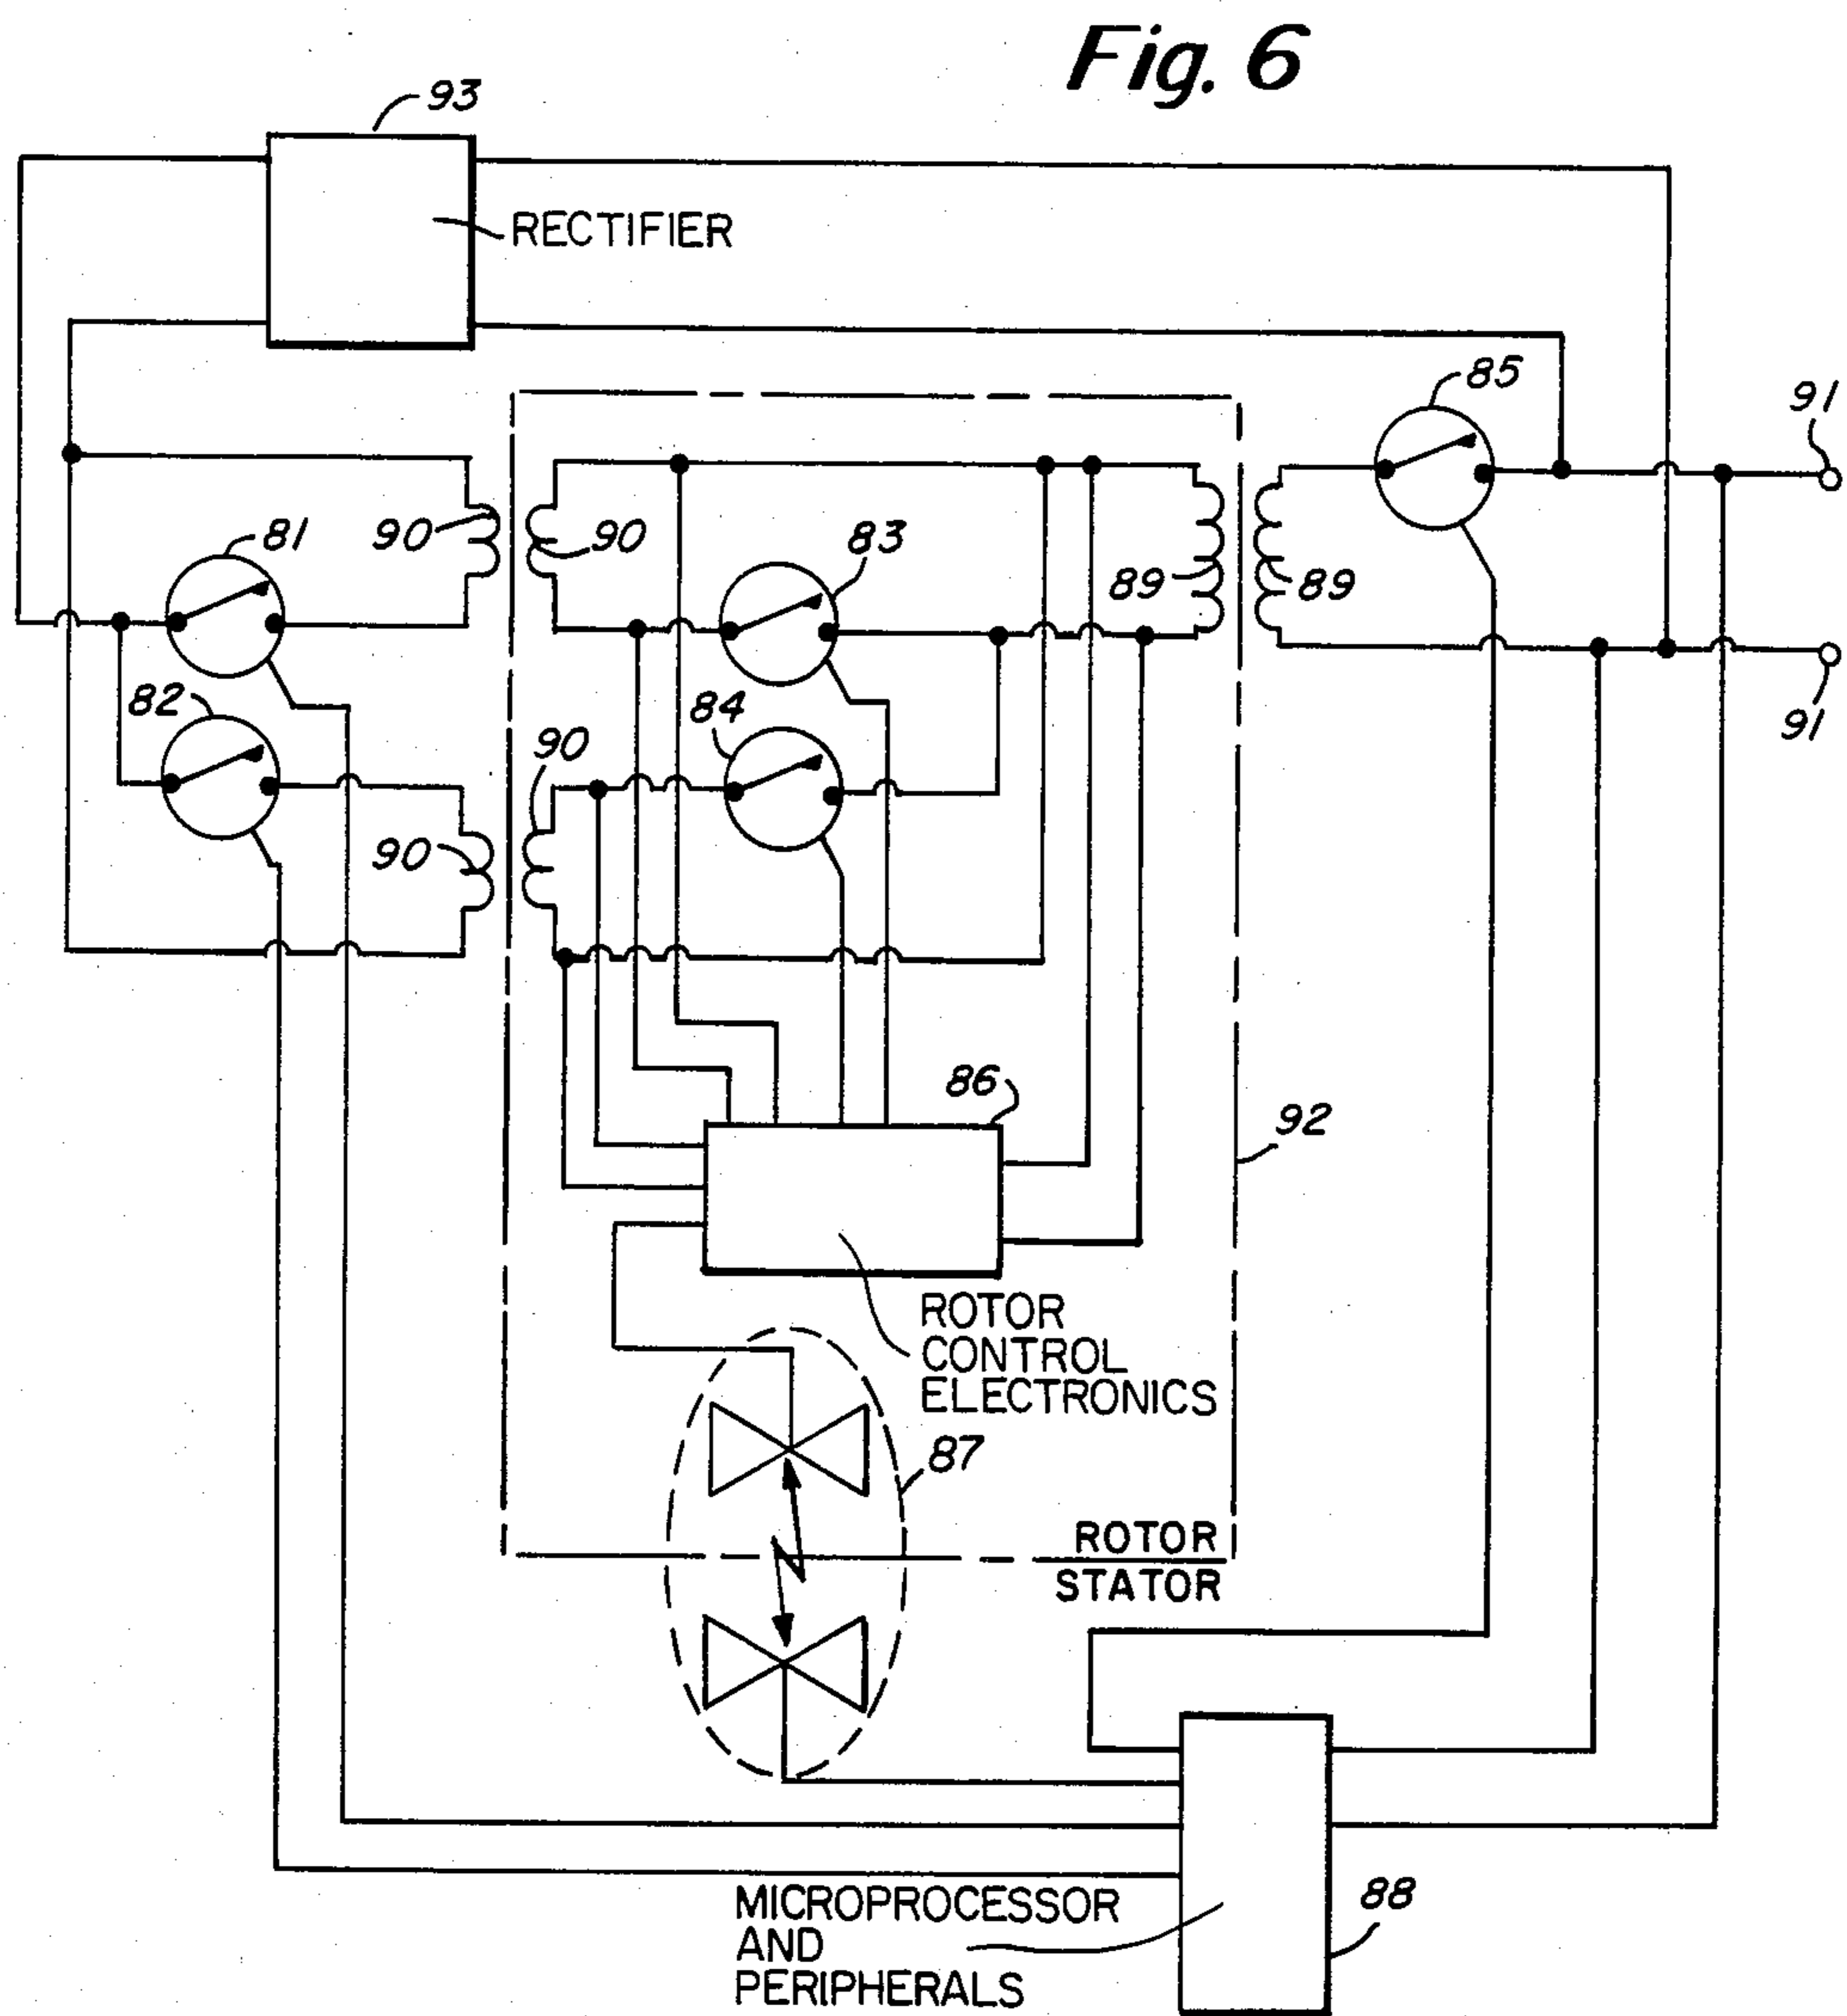 Fig. 6
93
RECTIFIER
85
91
81
90
90
83
89
89
82
84
91
90
90
86
92
ROTOR
CONTROL
ELECTRONICS
87
ROTOR
STATOR
MICROPROCESSOR
AND
PERIPHERALS
88